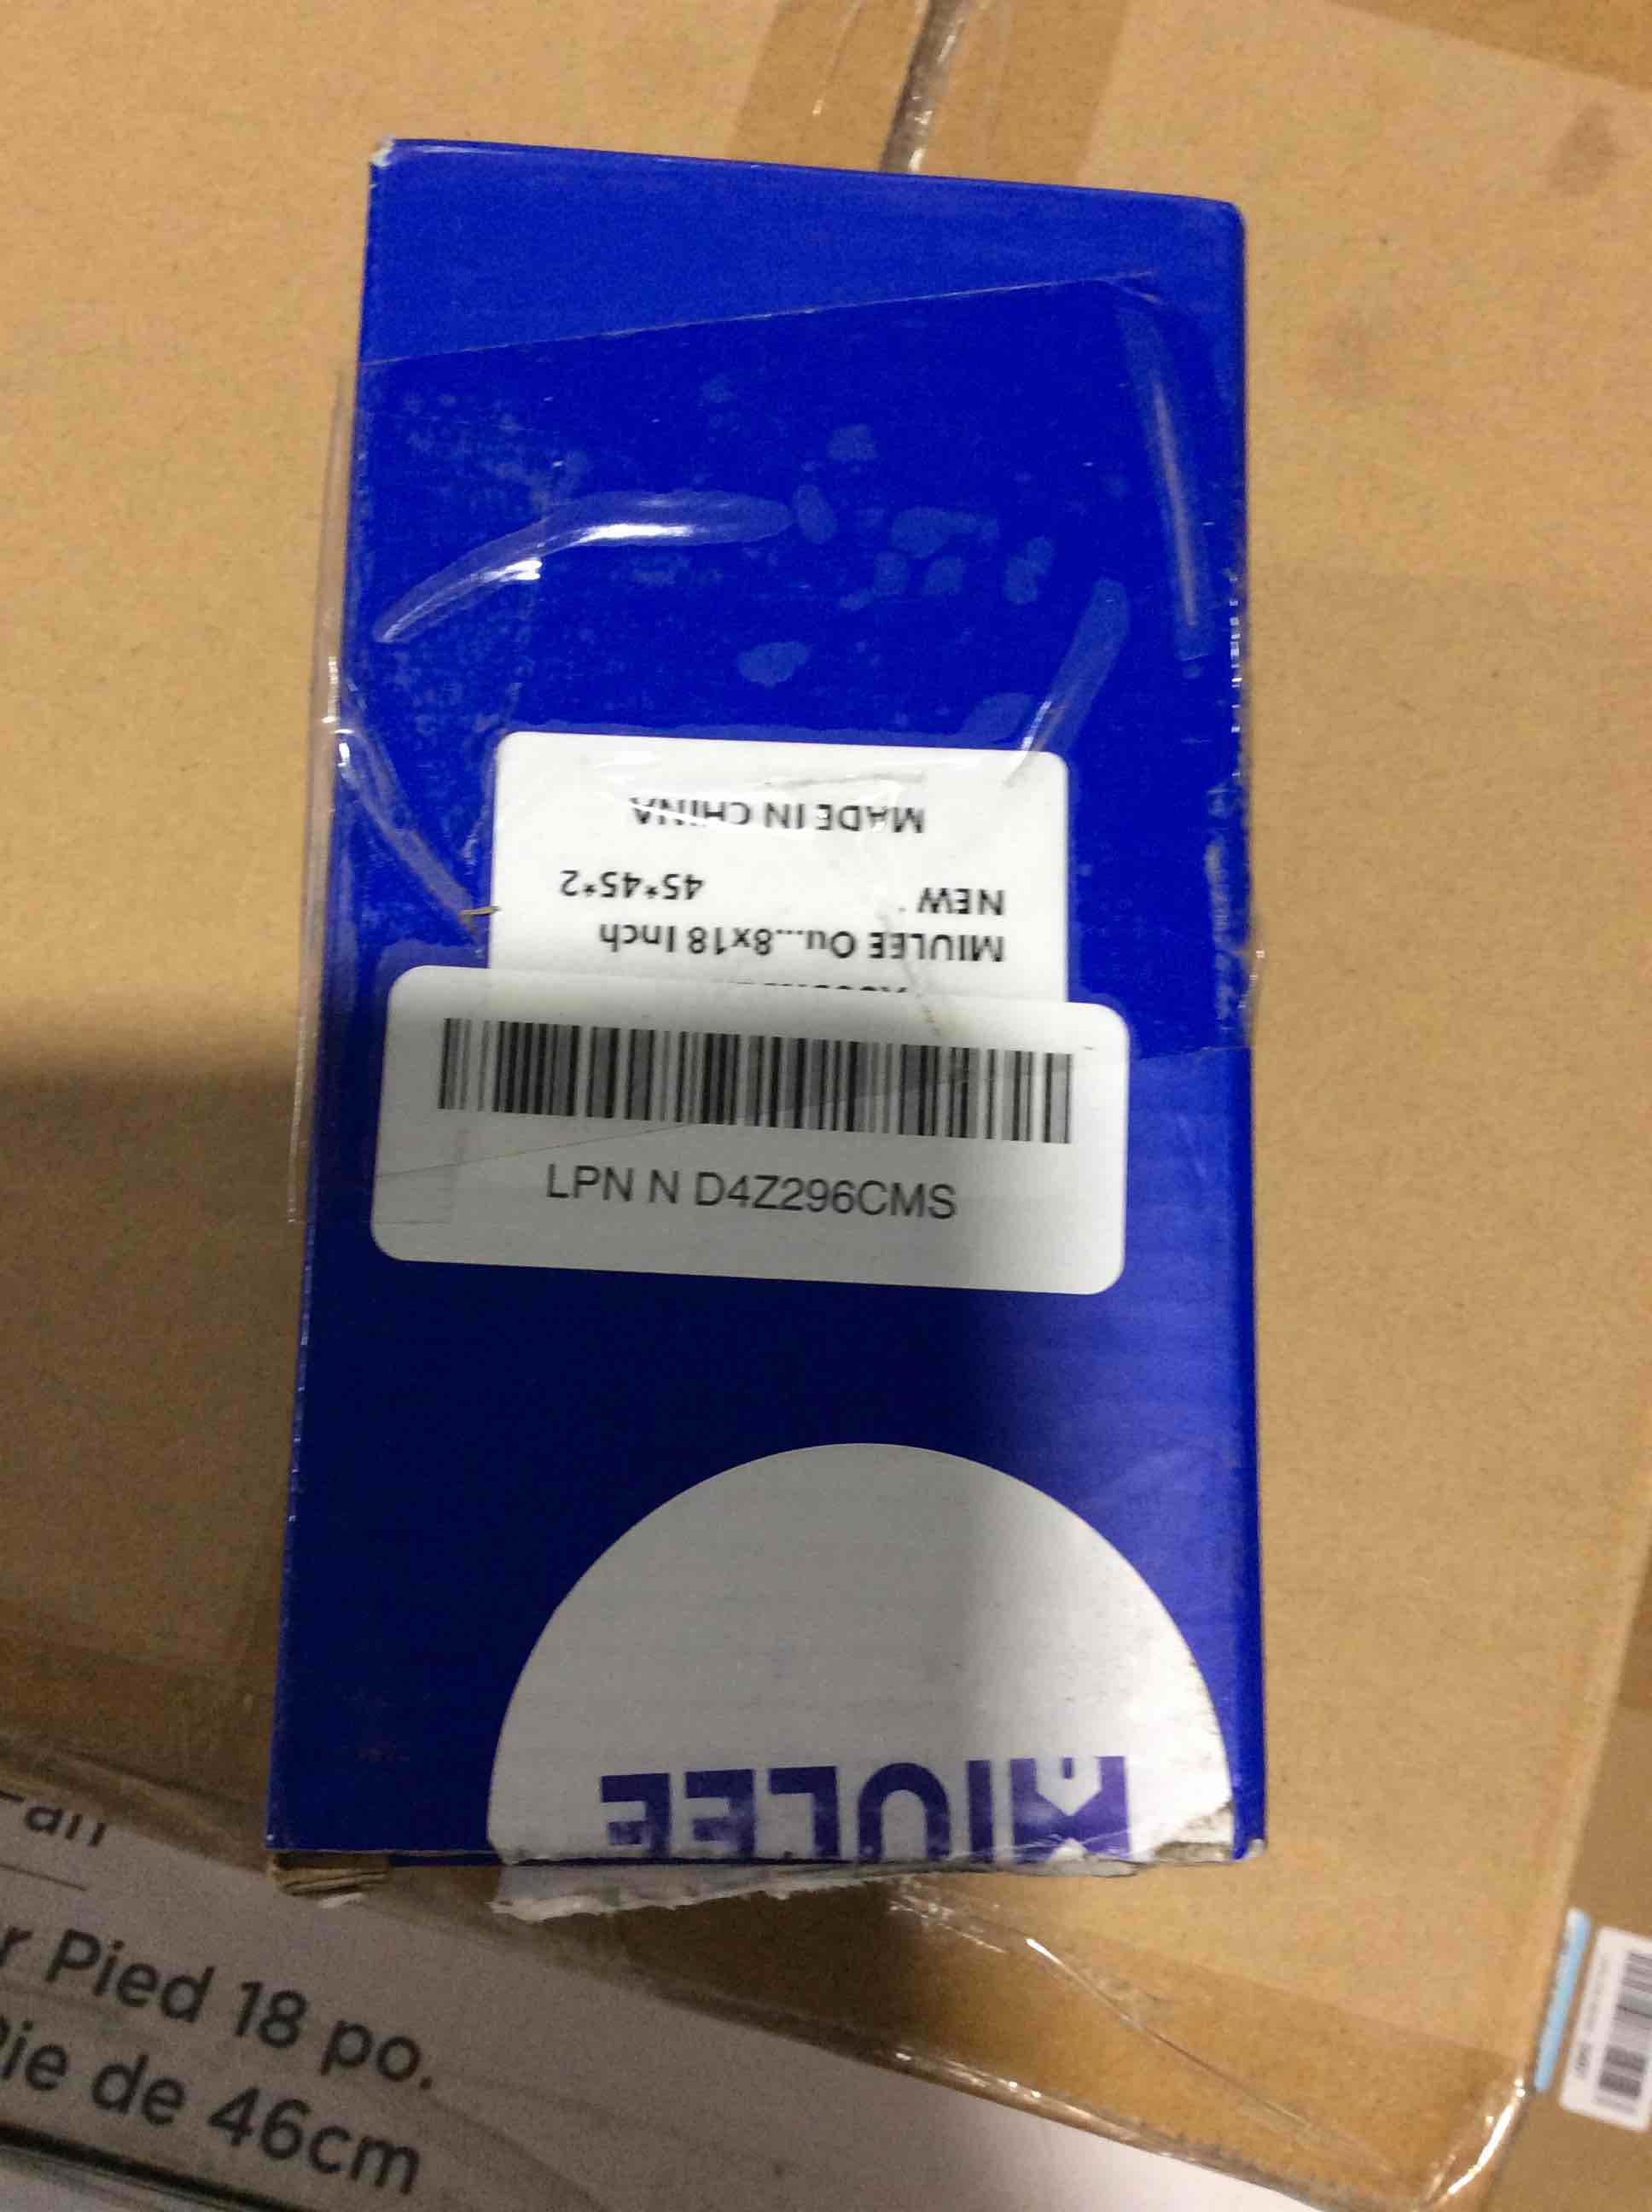 MIULEE Ou...8x18 Inch
NEW 45*45*2
MADE IN CHINA
LPN N D4Z296CMS
MIULEE
Pied 18 po.
de 46cm